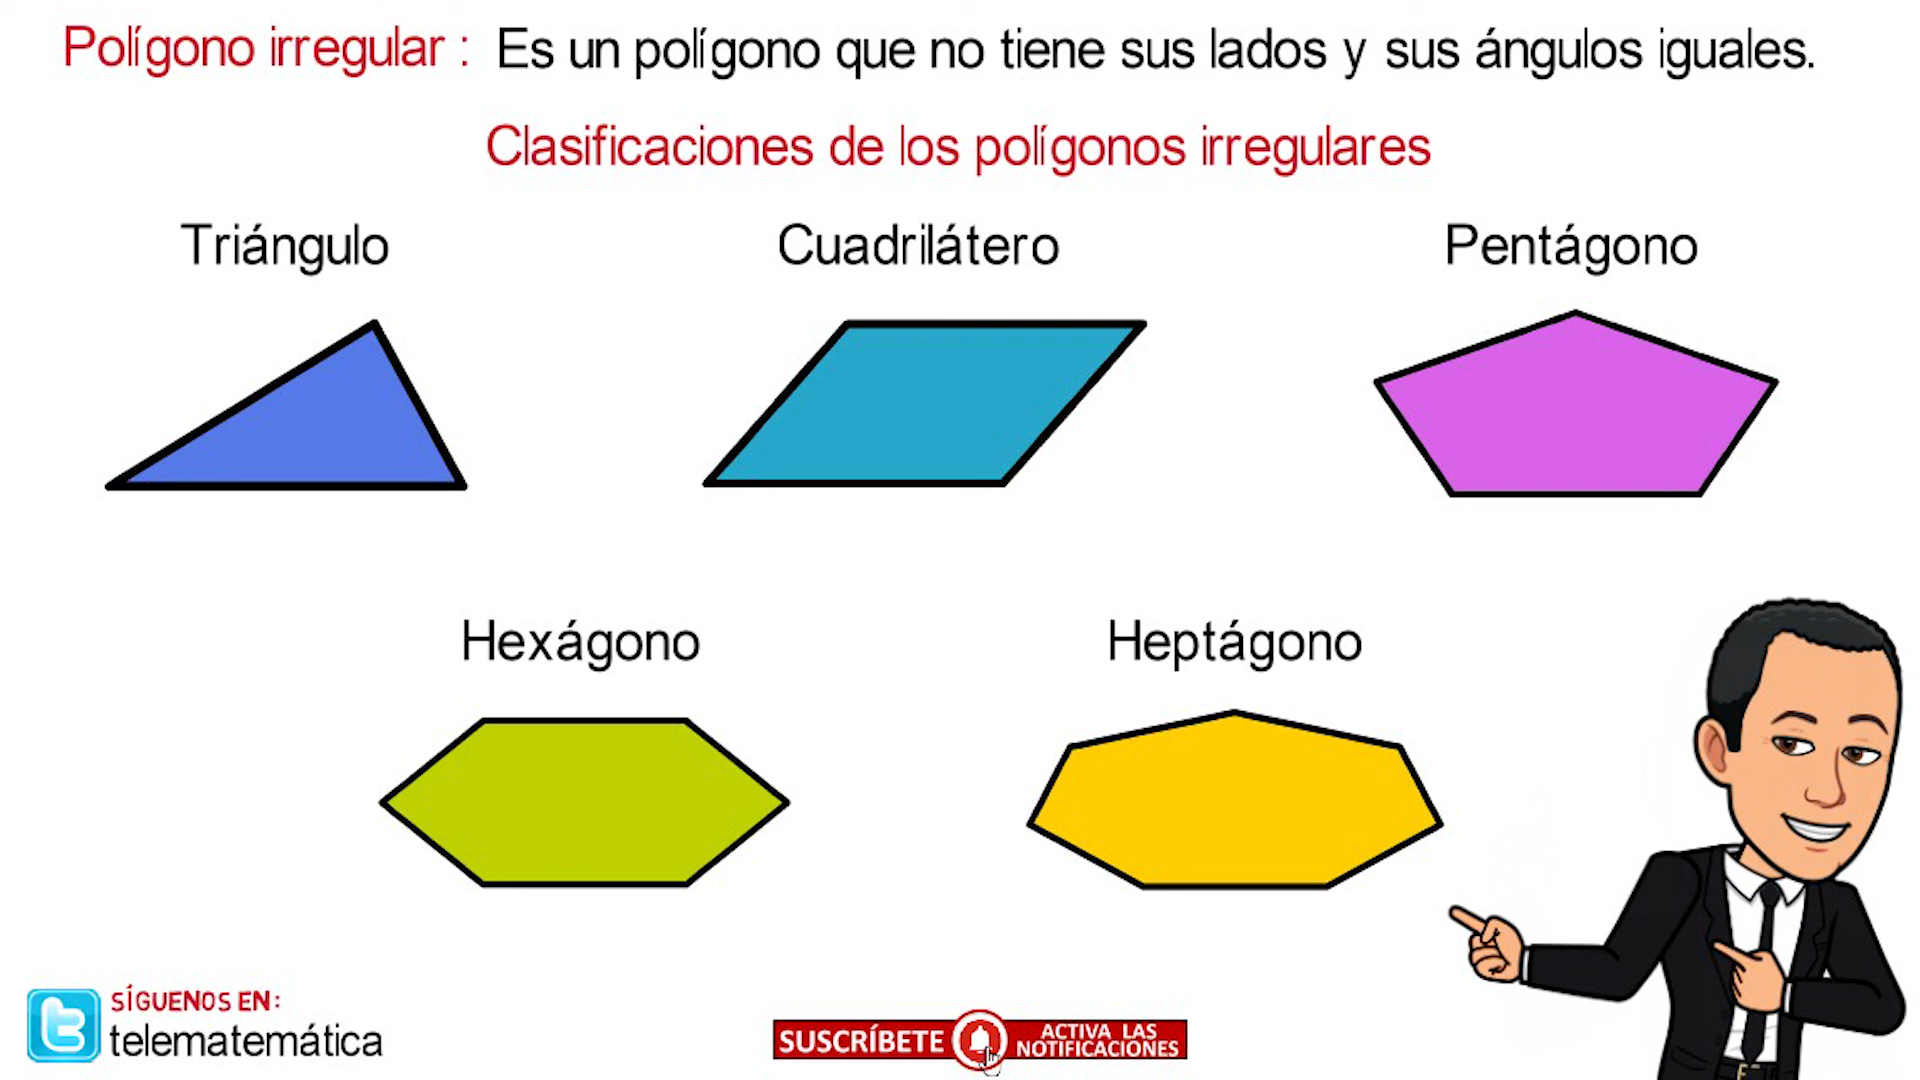 Polígono irregular : Es un polígono que no tiene sus lados y sus ángulos iguales.
Clasificaciones de los polígonos irregulares
Triángulo
Cuadrilátero
Pentágono
Hexágono
Heptágono
SÍGUENOS EN:
telematemática
SUSCRÍBETE
ACTIVA LAS
NOTIFICACIONES